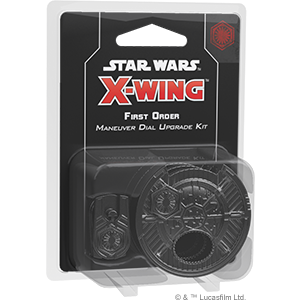 STAR WARS
X-WING
FIRST ORDER
MANEUVER DIAL UPGRADE KIT
© & ™ Lucasfilm Ltd.